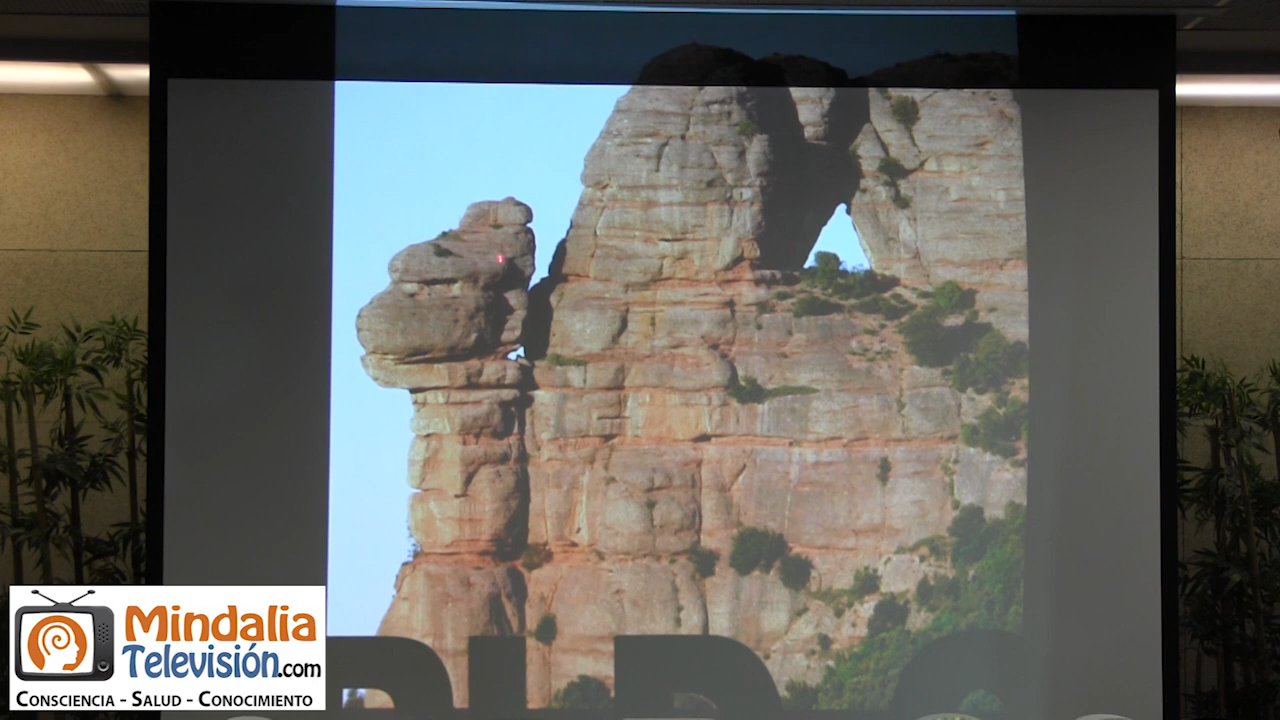 Mindalia
Televisión.com
Consciencia - Salud - Conocimiento